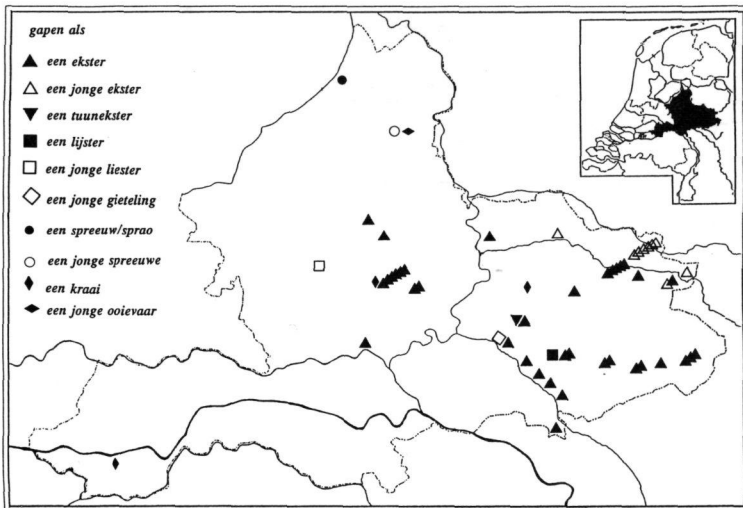 gapen als
een ekster
een jonge ekster
een tuunekster
een lijster
een jonge liester
een jonge gieteling
een spreeuw/sprao
een jonge spreeuwe
een kraai
een jonge ooievaar